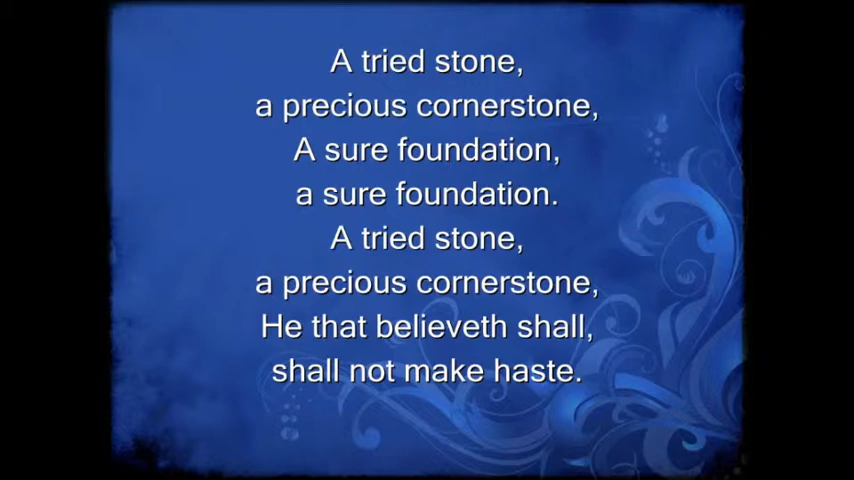 A tried stone,
a precious cornerstone,
A sure foundation,
a sure foundation.
A tried stone,
a precious cornerstone,
He that believeth shall,
shall not make haste.